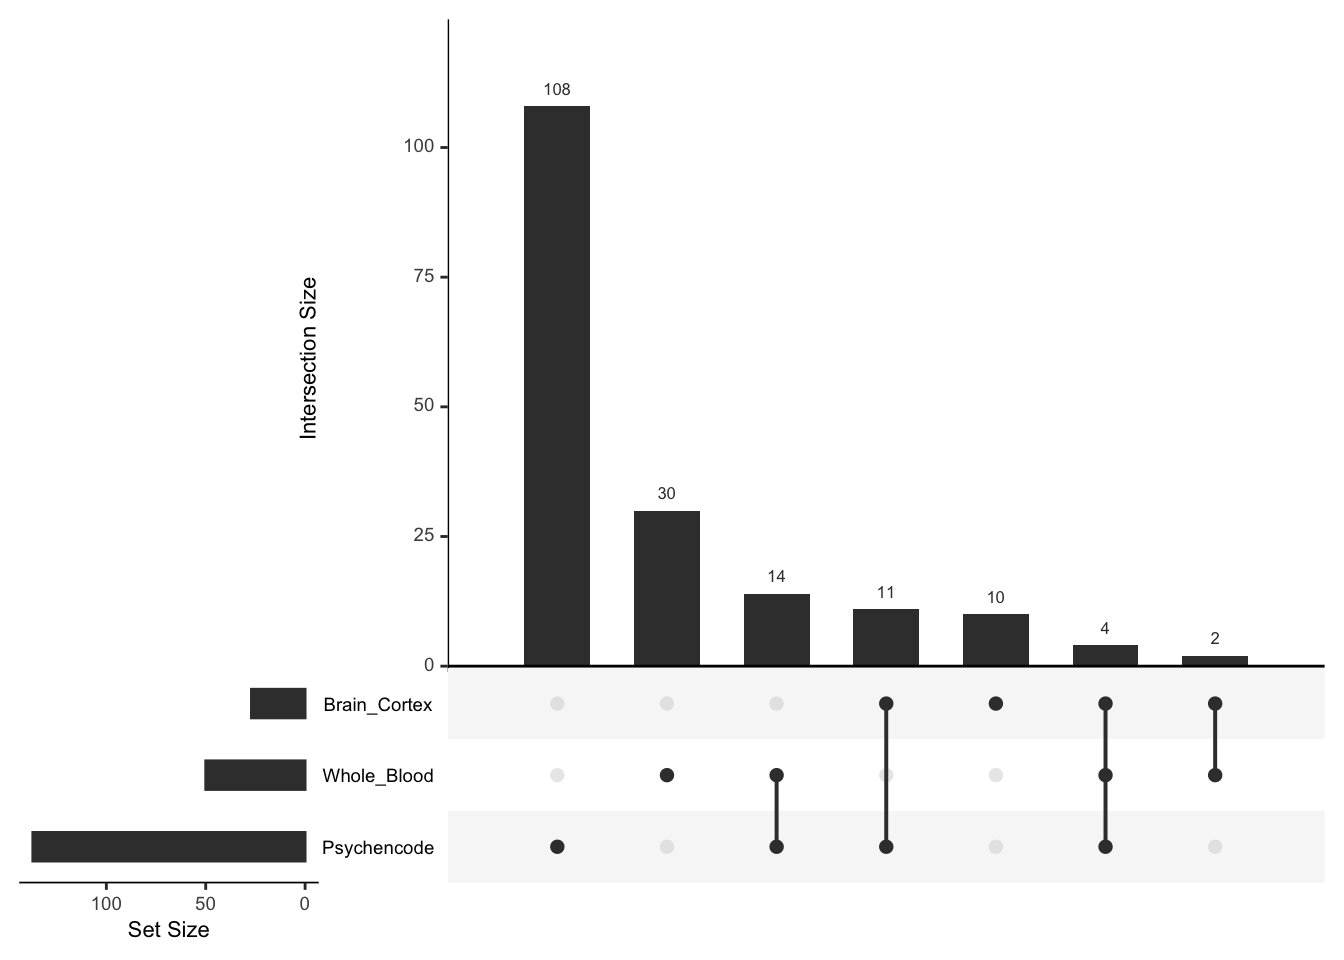 108
100
75
Intersection Size
50
30
25
14
11
10
4
2
0
Brain_Cortex
Whole_Blood
Psychencode
100 50 0
Set Size